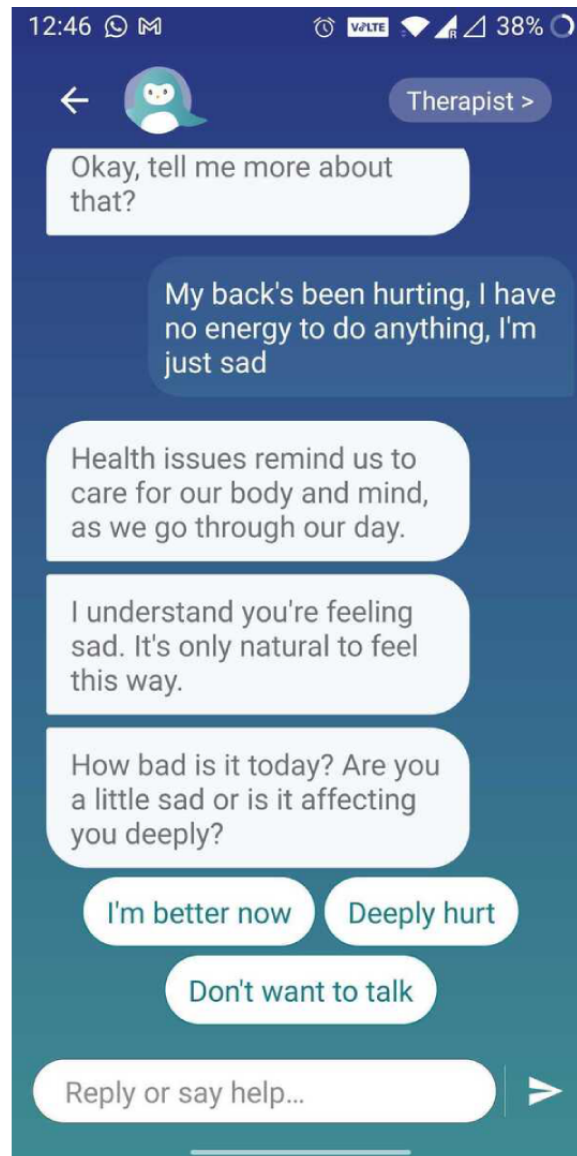 12:46 VoLTE R 38%
Therapist >
Okay, tell me more about
that?
My back's been hurting, I have
no energy to do anything, I'm
just sad
Health issues remind us to
care for our body and mind,
as we go through our day.
I understand you're feeling
sad. It's only natural to feel
this way.
How bad is it today? Are you
a little sad or is it affecting
you deeply?
I'm better now Deeply hurt
Don't want to talk
Reply or say help...